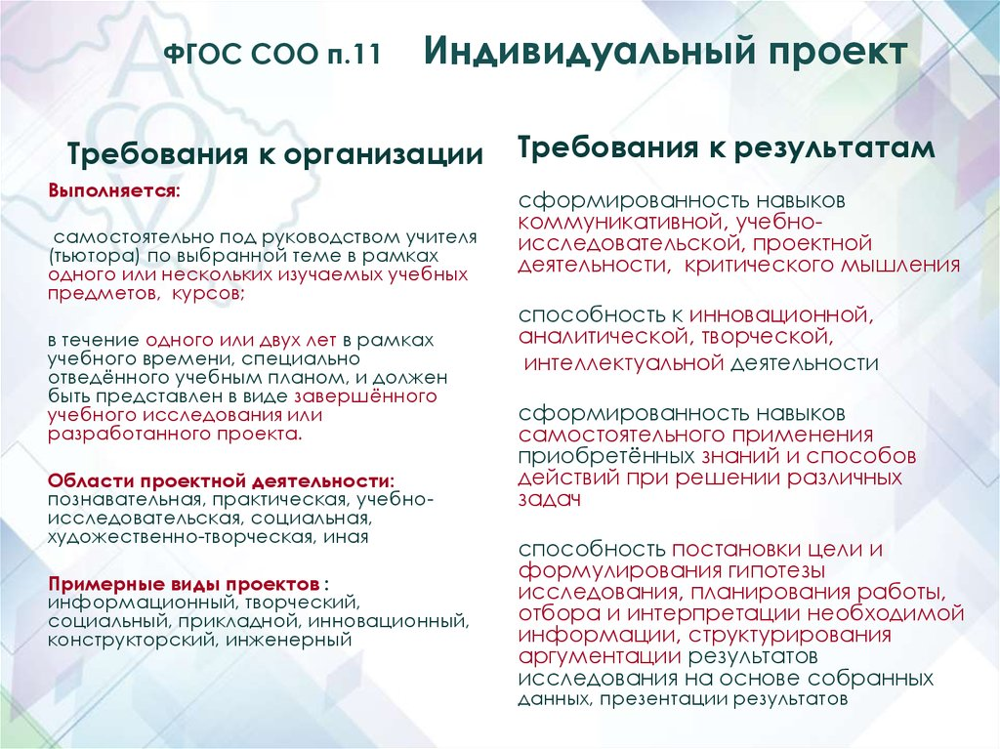 ФГОС СОО п.11 Индивидуальный проект
Требования к организации
Выполняется:
самостоятельно под руководством учителя
(тьютора) по выбранной теме в рамках
одного или нескольких изучаемых учебных
предметов, курсов;
в течение одного или двух лет в рамках
учебного времени, специально
отведённого учебным планом, и должен
быть представлен в виде завершённого
учебного исследования или
разработанного проекта.
Области проектной деятельности:
познавательная, практическая, учебно-
исследовательская, социальная,
художественно-творческая, иная
Примерные виды проектов :
информационный, творческий,
социальный, прикладной, инновационный,
конструкторский, инженерный
Требования к результатам
сформированность навыков
коммуникативной, учебно-
исследовательской, проектной
деятельности, критического мышления
способность к инновационной,
аналитической, творческой,
интеллектуальной деятельности
сформированность навыков
самостоятельного применения
приобретённых знаний и способов
действий при решении различных
задач
способность постановки цели и
формулирования гипотезы
исследования, планирования работы,
отбора и интерпретации необходимой
информации, структурирования
аргументации результатов
исследования на основе собранных
данных, презентации результатов